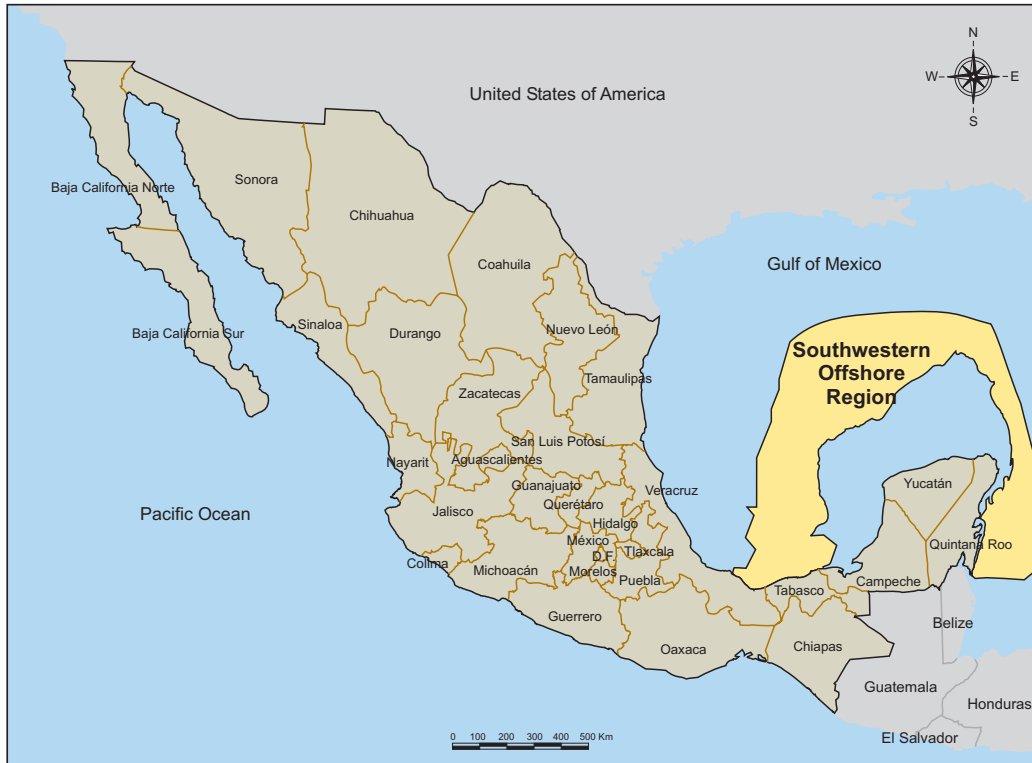 N
W
E
S
United States of America
Baja California Norte
Sonora
Chihuahua
Coahuila
Gulf of Mexico
Sinaloa
Baja California Sur
Durango
Nuevo León
Southwestern
Offshore
Region
Zacatecas
Tamaulipas
San Luis Potosí
Nayarit
Aguascalientes
Guanajuato
Veracruz
Yucatán
Querétaro
Jalisco
Pacific Ocean
Hidalgo
México
Quintana Roo
D.F.
Tlaxcala
Colima
Michoacán
Morelos
Puebla
Campeche
Tabasco
Guerrero
Belize
Oaxaca
Chiapas
Guatemala
Honduras
El Salvador
0 100 200 300 400 500 Km